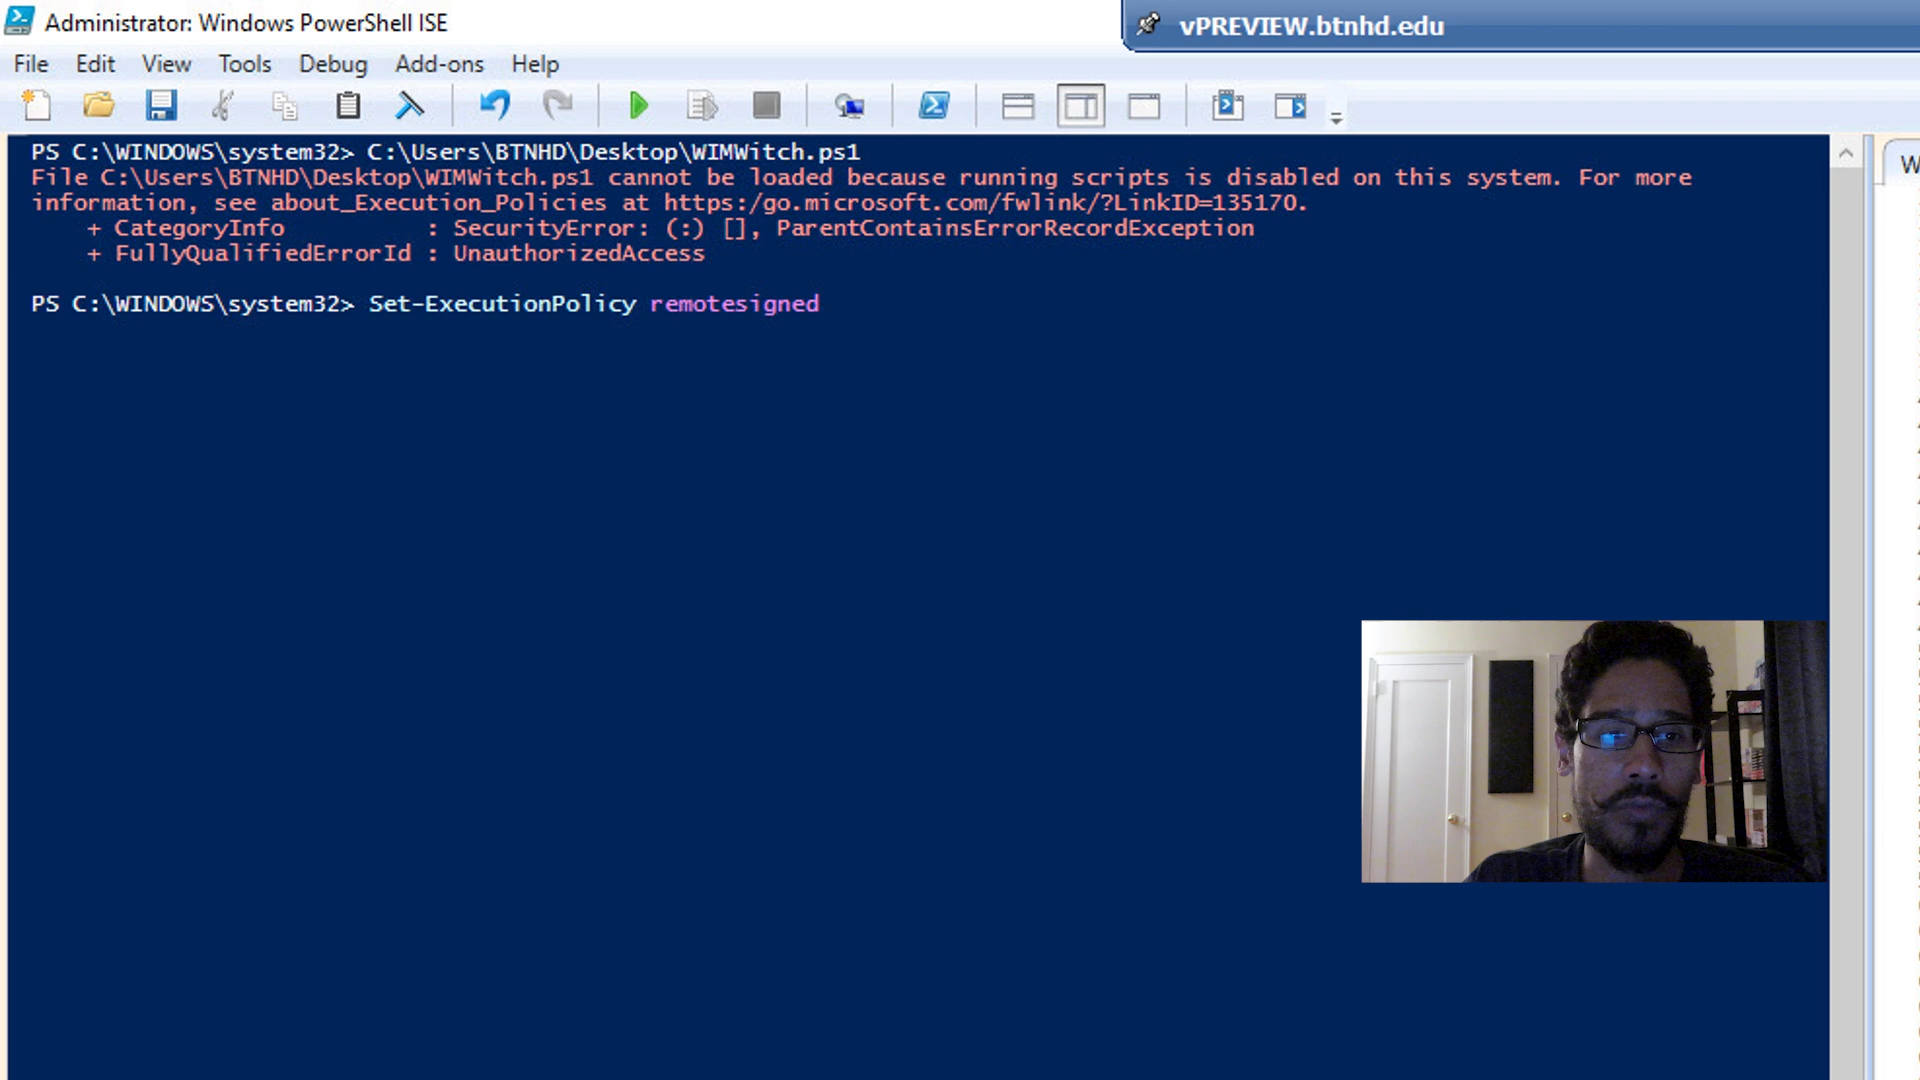 Administrator: Windows PowerShell ISE
vPREVIEW.btnhd.edu
File Edit View Tools Debug Add-ons Help
PS C:\WINDOWS\system32> C:\Users\BTNHD\Desktop\WIMWitch.ps1
File C:\Users\BTNHD\Desktop\WIMWitch.ps1 cannot be loaded because running scripts is disabled on this system. For more
information, see about_Execution_Policies at https:/go.microsoft.com/fwlink/?LinkID=135170.
+ CategoryInfo : SecurityError: (:) [], ParentContainsErrorRecordException
+ FullyQualifiedErrorId : UnauthorizedAccess
PS C:\WINDOWS\system32> Set-ExecutionPolicy remotesigned